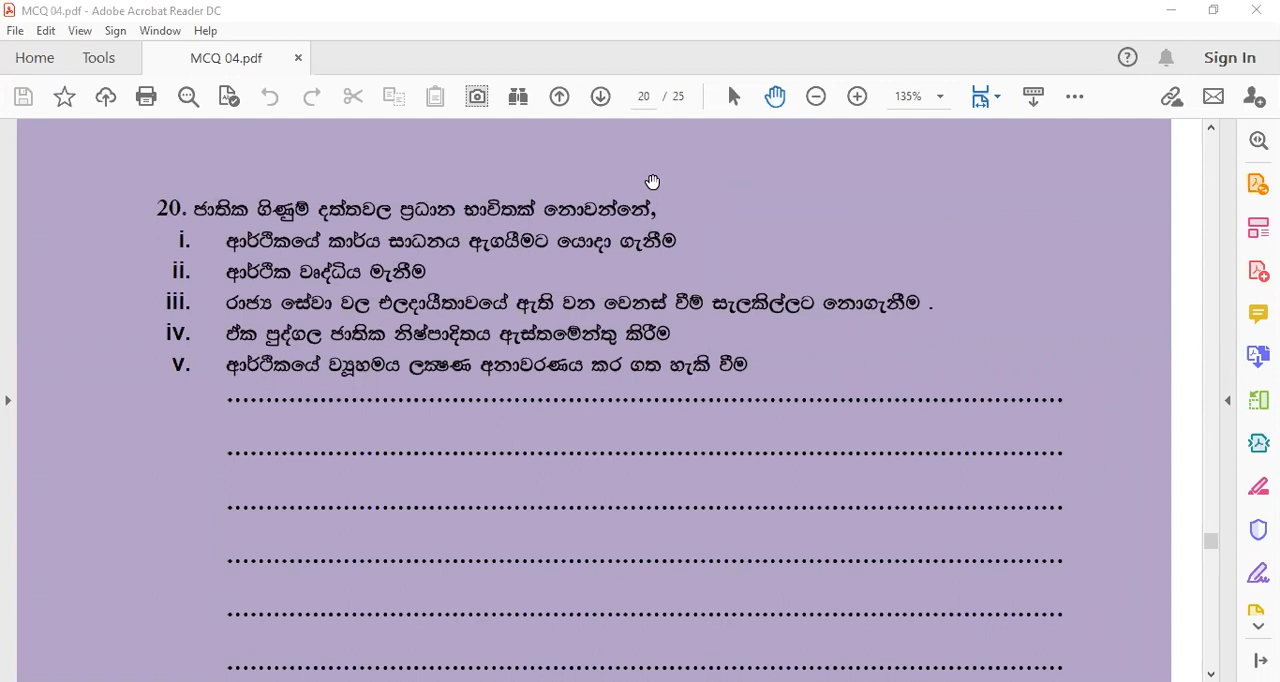 MCQ 04.pdf - Adobe Acrobat Reader DC
File Edit View Sign Window Help
Home Tools MCQ 04.pdf × Sign In
20 / 25 135%
20. ජාතික ගිණුම් දත්තවල ප්‍රධාන භාවිතක් නොවන්නේ,
i. ආර්ථිකයේ කාර්ය සාධනය ඇගයීමට යොදා ගැනීම
ii. ආර්ථික වෘද්ධිය මැනීම
iii. රාජ්‍ය සේවා වල ඵලදායීතාවයේ ඇති වන වෙනස් වීම් සැලකිල්ලට නොගැනීම .
iv. ඒක පුද්ගල ජාතික නිෂ්පාදිතය ඇස්තමේන්තු කිරීම
v. ආර්ථිකයේ ව්‍යුහමය ලක්ෂණ අනාවරණය කර ගත හැකි වීම
................................................................................
................................................................................
................................................................................
................................................................................
................................................................................
................................................................................